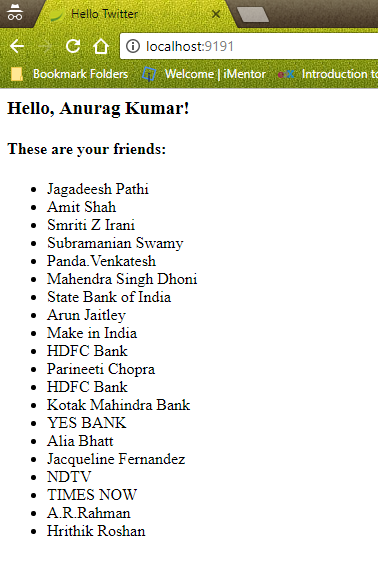 Hello Twitter
localhost:9191
Bookmark Folders Welcome | iMentor eX Introduction to
Hello, Anurag Kumar!
These are your friends:
Jagadeesh Pathi
Amit Shah
Smriti Z Irani
Subramanian Swamy
Panda.Venkatesh
Mahendra Singh Dhoni
State Bank of India
Arun Jaitley
Make in India
HDFC Bank
Parineeti Chopra
HDFC Bank
Kotak Mahindra Bank
YES BANK
Alia Bhatt
Jacqueline Fernandez
NDTV
TIMES NOW
A.R.Rahman
Hrithik Roshan